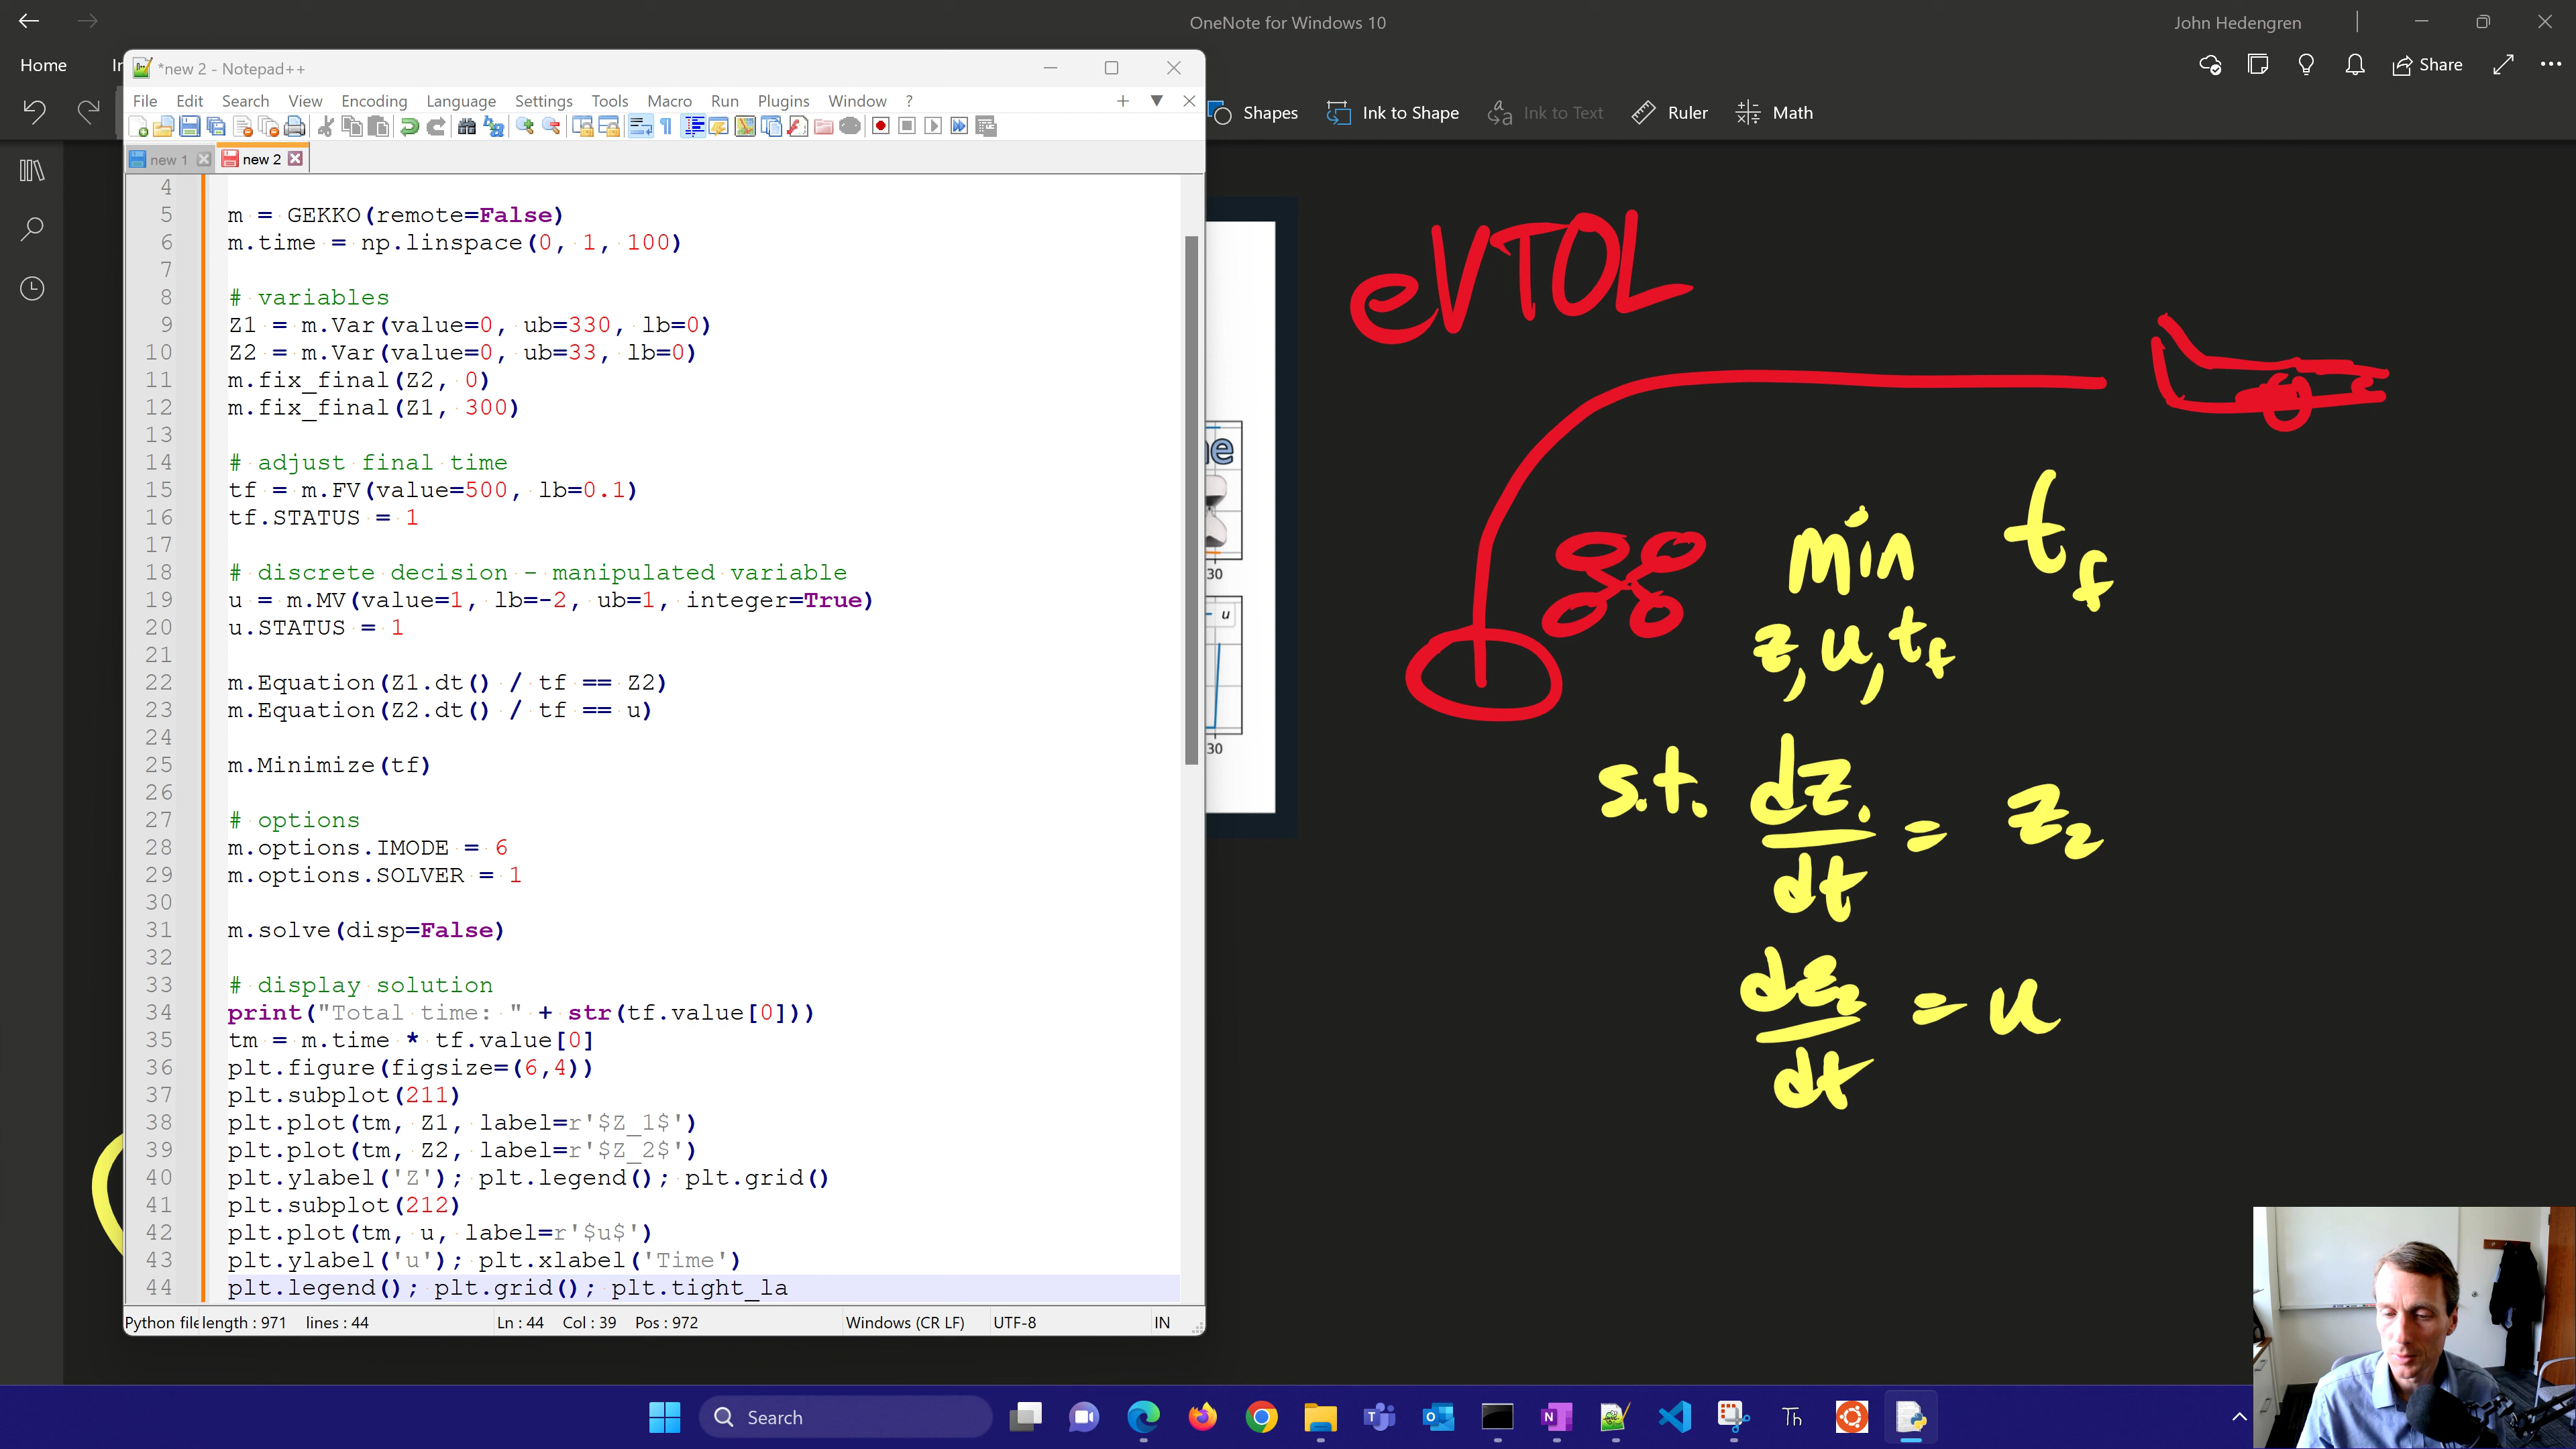 OneNote for Windows 10
John Hedengren
Home
Share
*new 2 - Notepad++
File Edit Search View Encoding Language Settings Tools Macro Run Plugins Window ?
Shapes
Ink to Shape
Ink to Text
Ruler
Math
new 1
new 2
4
5 m = GEKKO(remote=False)
6 m.time = np.linspace(0, 1, 100)
7
8 # variables
9 Z1 = m.Var(value=0, ub=330, lb=0)
10 Z2 = m.Var(value=0, ub=33, lb=0)
11 m.fix_final(Z2, 0)
12 m.fix_final(Z1, 300)
13
14 # adjust final time
15 tf = m.FV(value=500, lb=0.1)
16 tf.STATUS = 1
17
18 # discrete decision - manipulated variable
19 u = m.MV(value=1, lb=-2, ub=1, integer=True)
20 u.STATUS = 1
21
22 m.Equation(Z1.dt() / tf == Z2)
23 m.Equation(Z2.dt() / tf == u)
24
25 m.Minimize(tf)
26
27 # options
28 m.options.IMODE = 6
29 m.options.SOLVER = 1
30
31 m.solve(disp=False)
32
33 # display solution
34 print("Total time: " + str(tf.value[0]))
35 tm = m.time * tf.value[0]
36 plt.figure(figsize=(6,4))
37 plt.subplot(211)
38 plt.plot(tm, Z1, label=r'$Z_1$')
39 plt.plot(tm, Z2, label=r'$Z_2$')
40 plt.ylabel('Z'); plt.legend(); plt.grid()
41 plt.subplot(212)
42 plt.plot(tm, u, label=r'$u$')
43 plt.ylabel('u'); plt.xlabel('Time')
44 plt.legend(); plt.grid(); plt.tight_la
Python file length : 971 lines : 44 Ln : 44 Col : 39 Pos : 972 Windows (CR LF) UTF-8 IN
30
u
30
eVTOL
min tf
z, u, tf
s.t. dz1/dt = z2
dz2/dt = u
Search
Th